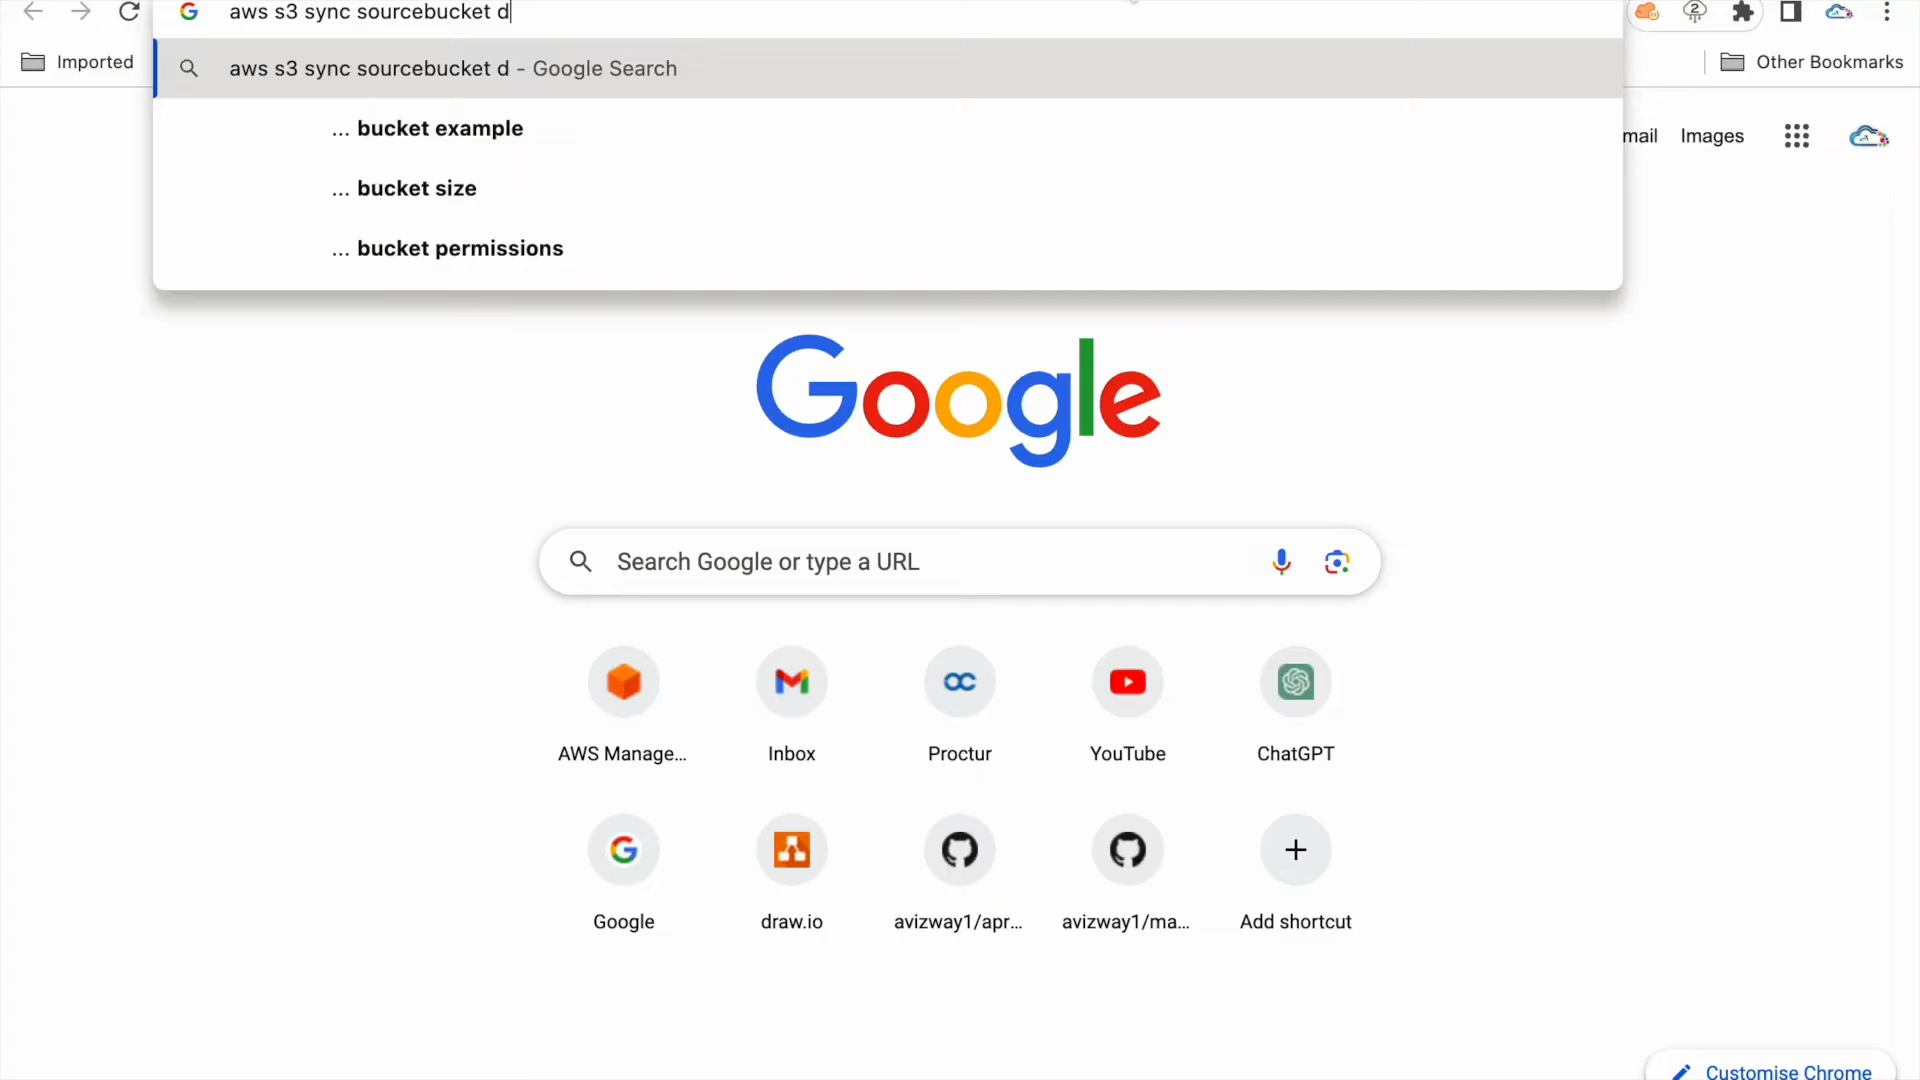 aws s3 sync sourcebucket d
Imported
aws s3 sync sourcebucket d - Google Search
Other Bookmarks
... bucket example
mail
Images
... bucket size
... bucket permissions
Google
Search Google or type a URL
AWS Manage...
Inbox
Proctur
YouTube
ChatGPT
Google
draw.io
avizway1/apr...
avizway1/ma...
Add shortcut
Customise Chrome